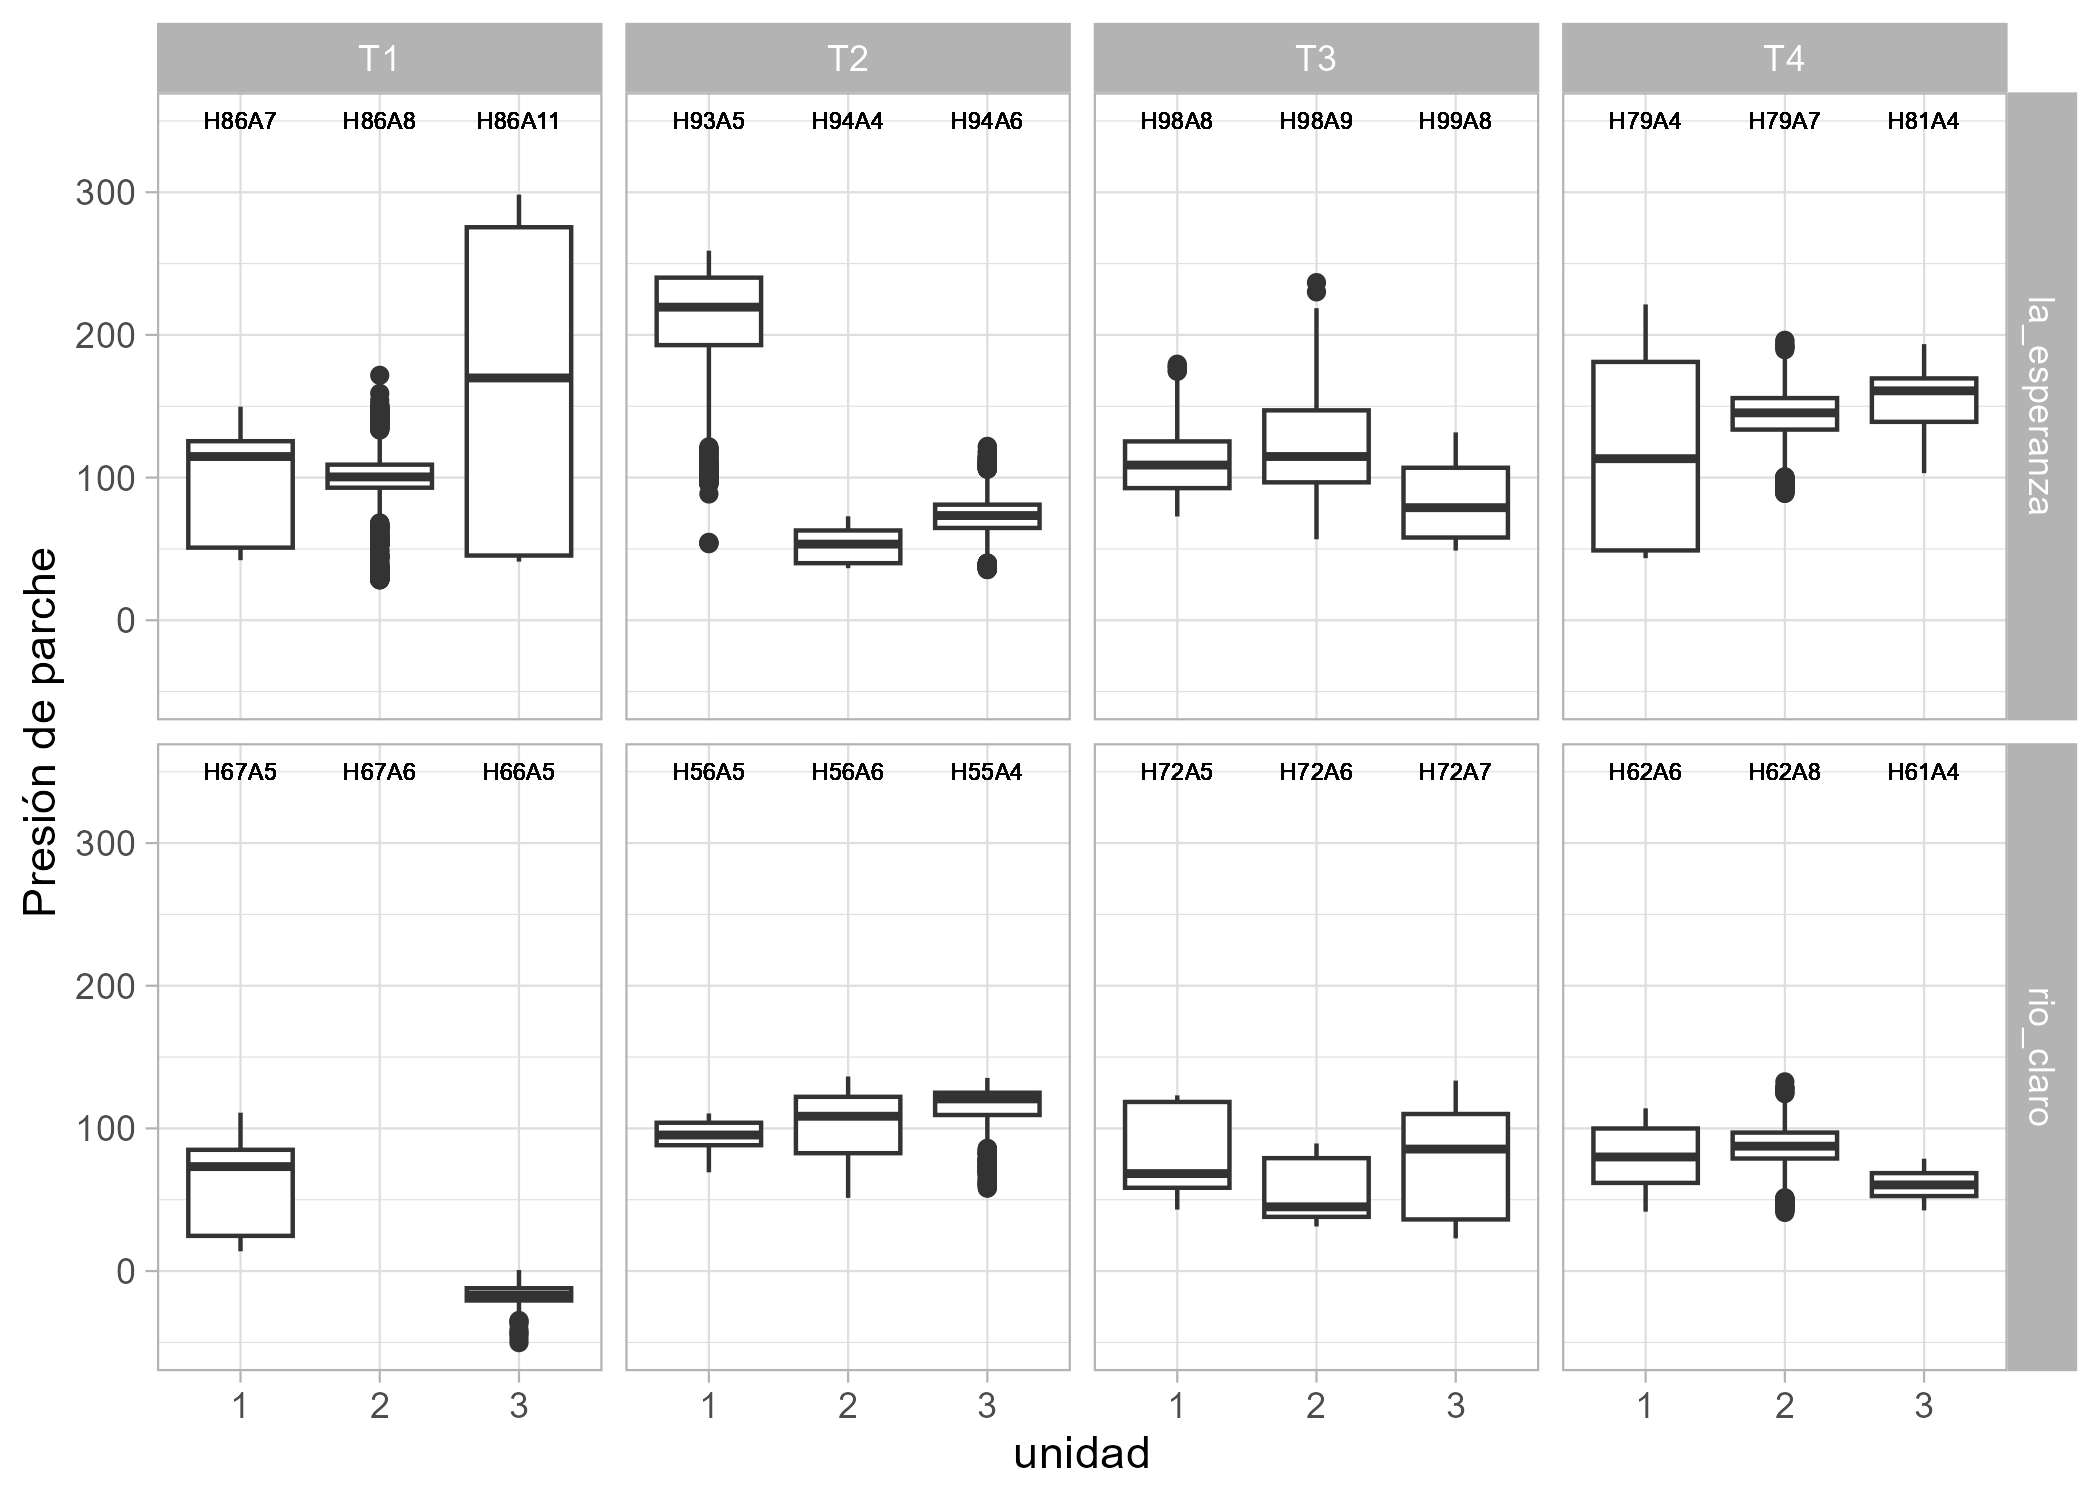 T1 T2 T3 T4
H86A7 H86A8 H86A11 H93A5 H94A4 H94A6 H98A8 H98A9 H99A8 H79A4 H79A7 H81A4
300
200
100
0
la_esperanza
Presión de parche
H67A5 H67A6 H66A5 H56A5 H56A6 H55A4 H72A5 H72A6 H72A7 H62A6 H62A8 H61A4
300
200
100
0
rio_claro
1 2 3 1 2 3 1 2 3 1 2 3
unidad